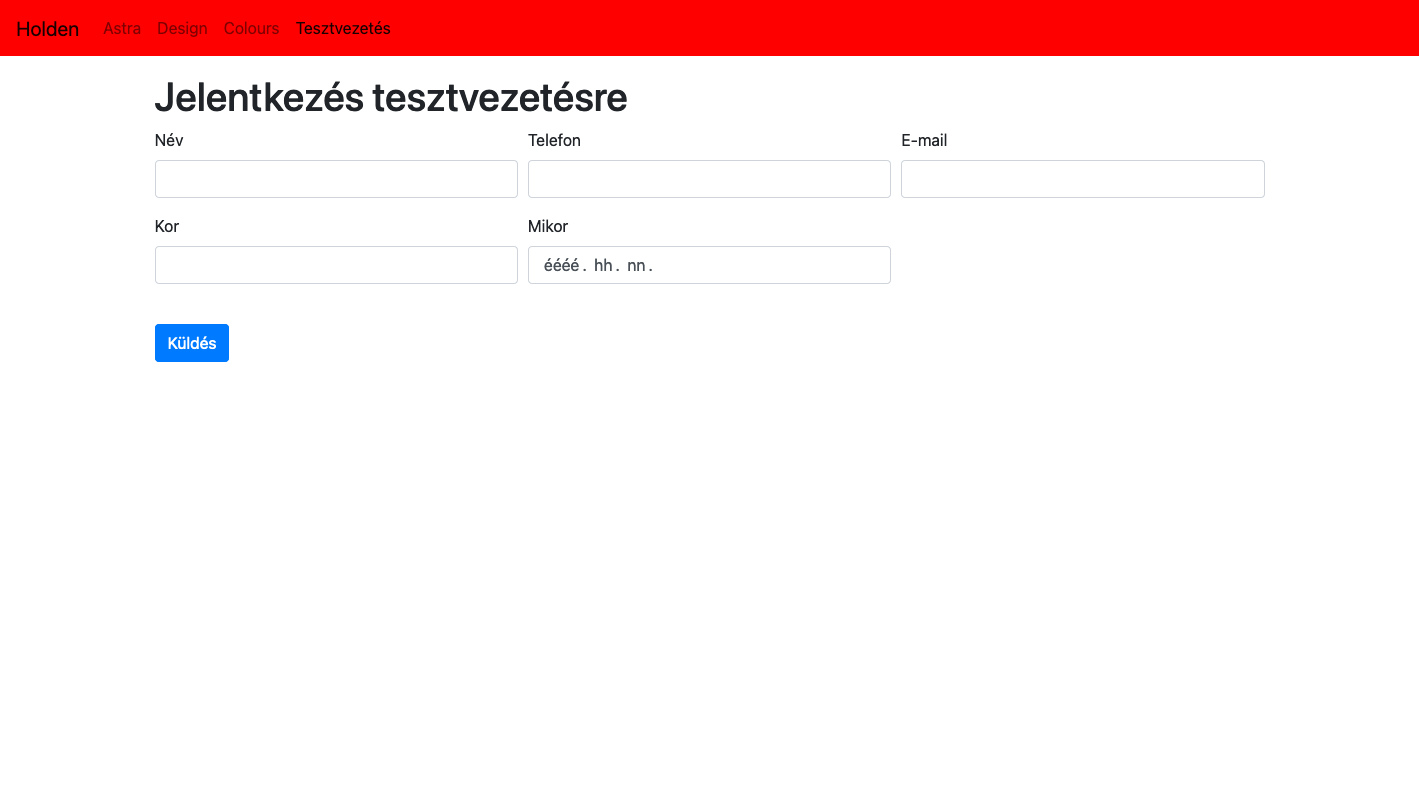 Holden Astra Design Colours Tesztvezetés
Jelentkezés tesztvezetésre
Név Telefon E-mail
Kor Mikor
éééé. hh. nn.
Küldés